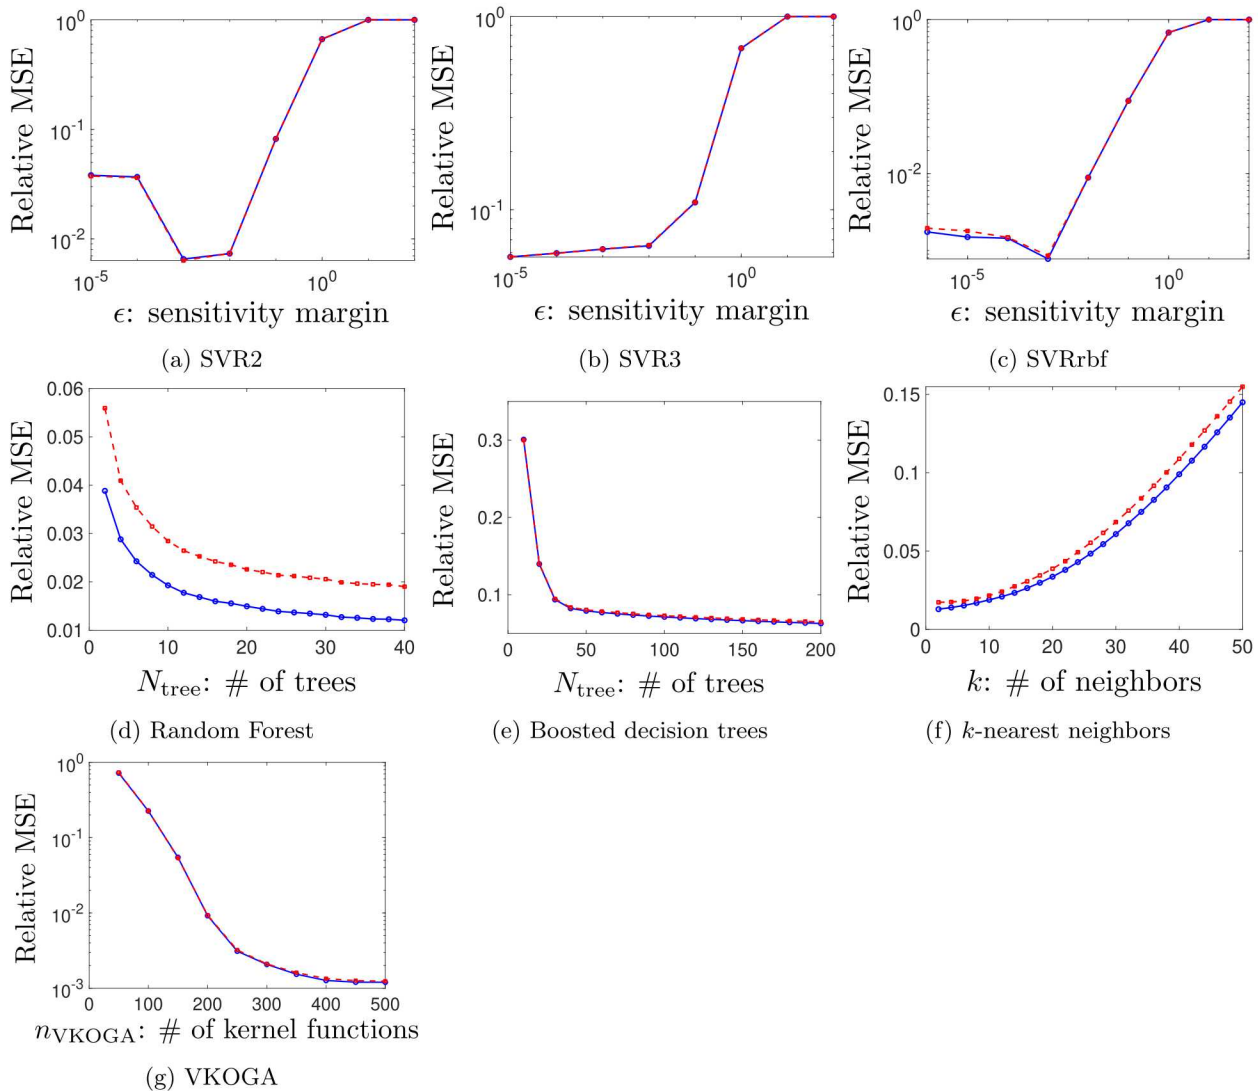 10^0
10^-1
10^-2
10^-5
10^0
Relative MSE
ϵ: sensitivity margin
(a) SVR2
10^0
10^-1
10^-5
10^0
Relative MSE
ϵ: sensitivity margin
(b) SVR3
10^0
10^-2
10^-5
10^0
Relative MSE
ϵ: sensitivity margin
(c) SVRrbf
0.06
0.05
0.04
0.03
0.02
0.01
0 10 20 30 40
Relative MSE
N_tree: # of trees
(d) Random Forest
0.3
0.2
0.1
0 50 100 150 200
Relative MSE
N_tree: # of trees
(e) Boosted decision trees
0.15
0.1
0.05
0
0 10 20 30 40 50
Relative MSE
k: # of neighbors
(f) k-nearest neighbors
10^0
10^-1
10^-2
10^-3
0 100 200 300 400 500
Relative MSE
n_VKOGA: # of kernel functions
(g) VKOGA